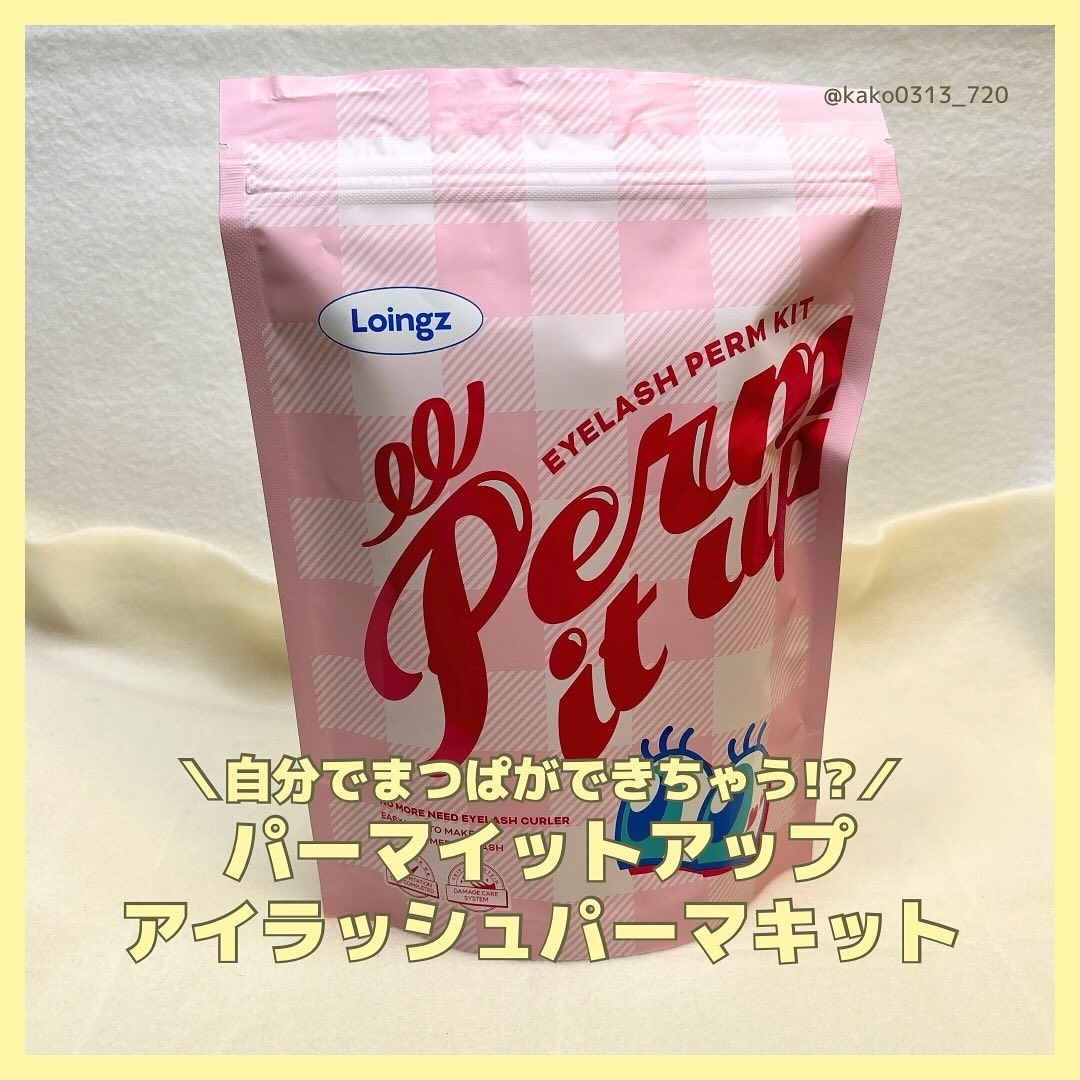 @kako0313_720
Loingz
EYELASH PERM KIT
Perm
it up
\自分でまつぱができちゃう!?/
NO MORE NEED EYELASH CURLER
パーマイットアップ
TO MAKE
DAMAGE CARE
SYSTEM
アイラッシュパーマキット